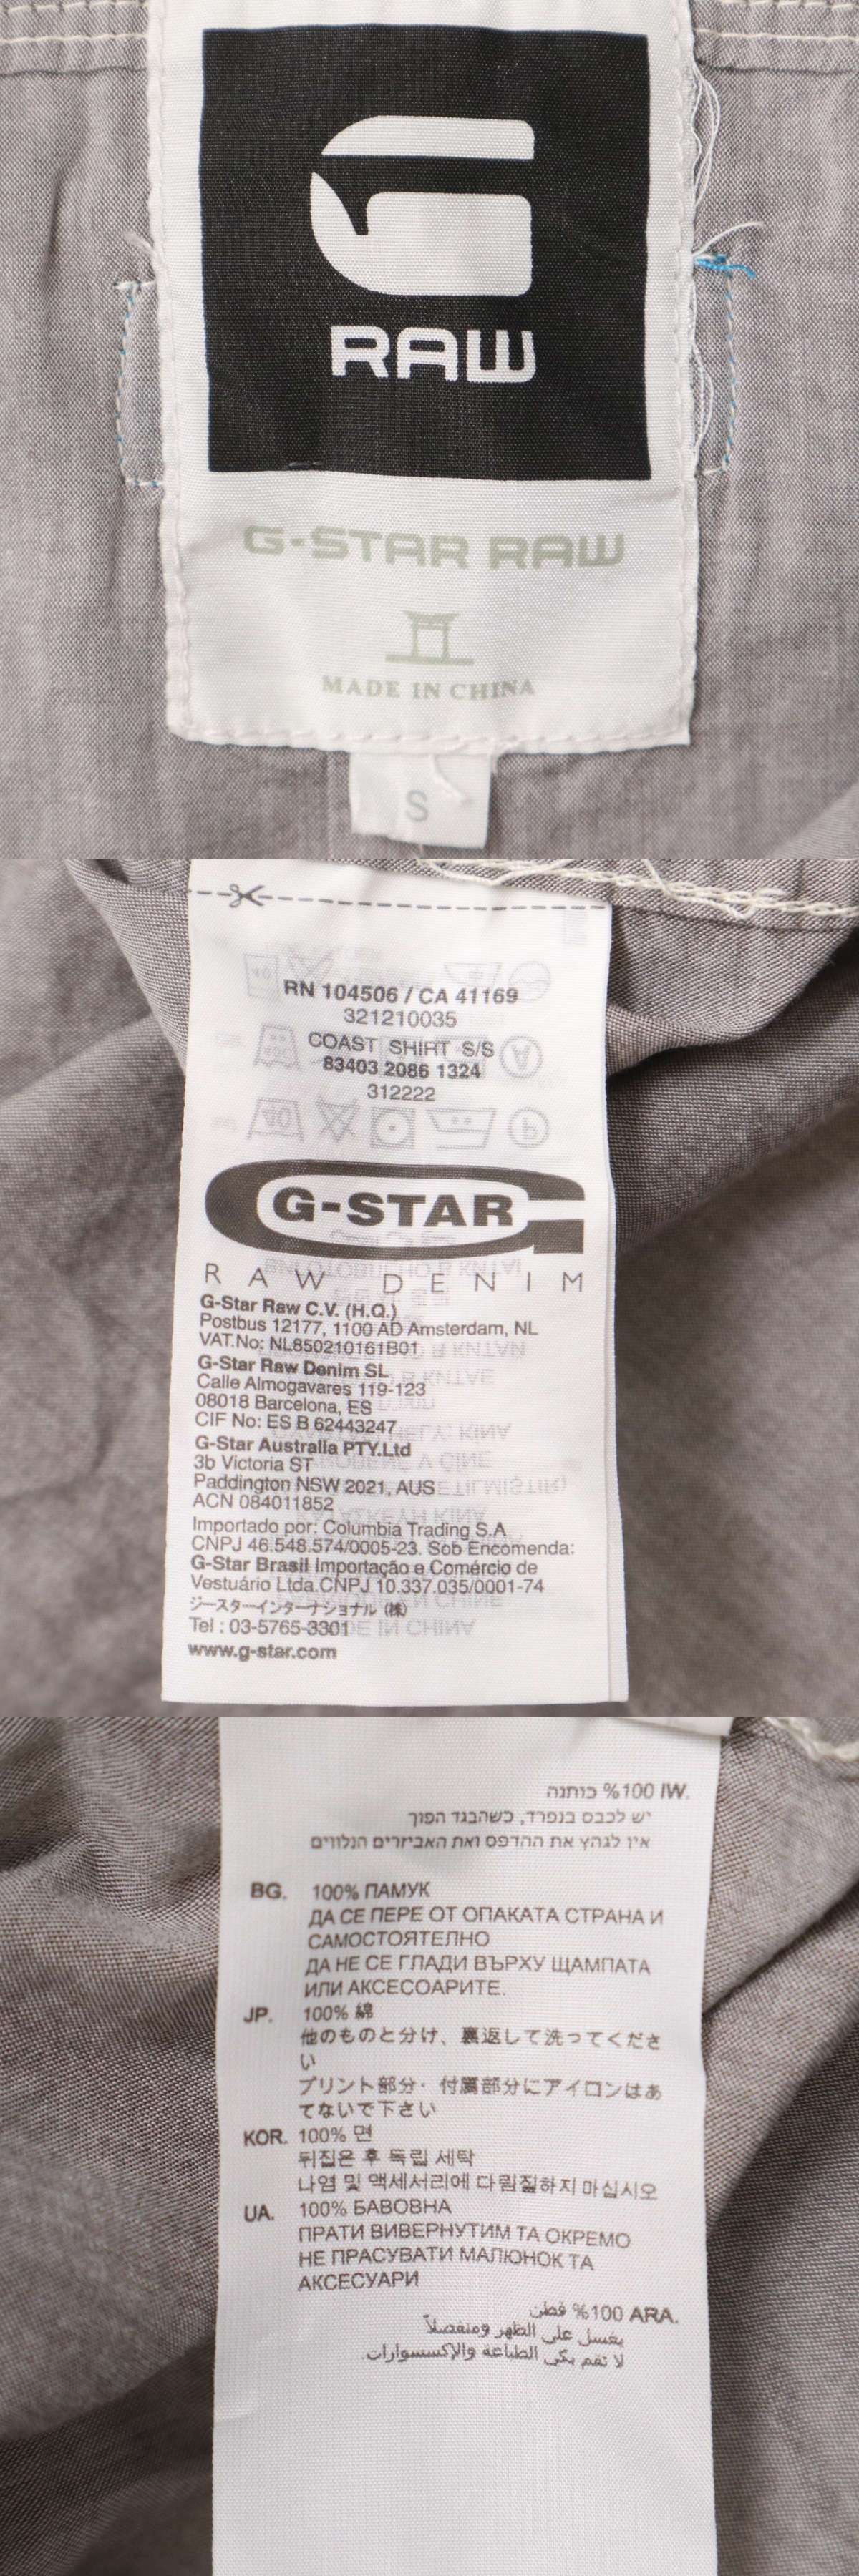 RAW
G-STAR RAW
MADE IN CHINA
S
RN 104506 / CA 41169
321210035
COAST SHIRT S/S
83403 2086 1324
312222
G-STAR
RAW DENIM
G-Star Raw C.V. (H.Q.)
Postbus 12177, 1100 AD Amsterdam, NL
VAT.No: NL850210161B01
G-Star Raw Denim SL
Calle Almogavares 119-123
08018 Barcelona, ES
CIF No: ES B 62443247
G-Star Australia PTY.Ltd
3b Victoria ST
Paddington NSW 2021, AUS
ACN 084011852
Importado por: Columbia Trading S.A
CNPJ 46.548.574/0005-23. Sob Encomenda:
G-Star Brasil Importação e Comércio de
Vestuário Ltda.CNPJ 10.337.035/0001-74
ジースターインターナショナル (株)
Tel : 03-5765-3301
www.g-star.com
IW. 100% כותנה
יש לכבס בנפרד, כשהבגד הפוך
אין לגהץ את ההדפס ואת האביזרים הנלווים
BG. 100% ПАМУК
ДА СЕ ПЕРЕ ОТ ОПАКАТА СТРАНА И
САМОСТОЯТЕЛНО
ДА НЕ СЕ ГЛАДИ ВЪРХУ ЩАМПАТА
ИЛИ АКСЕСОАРИТЕ.
JP. 100% 綿
他のものと分け、裏返して洗ってくださ
い
プリント部分・付属部分にアイロンはあ
てないで下さい
KOR. 100% 면
뒤집은 후 독립 세탁
나염 및 액세서리에 다림질하지 마십시오
UA. 100% БАВОВНА
ПРАТИ ВИВЕРНУТИМ ТА ОКРЕМО
НЕ ПРАСУВАТИ МАЛЮНОК ТА
АКСЕСУАРИ
ARA. 100% قطن
يغسل على الظهر ومنفصلاً
لا تقم بكي الطباعة والإكسسوارات.